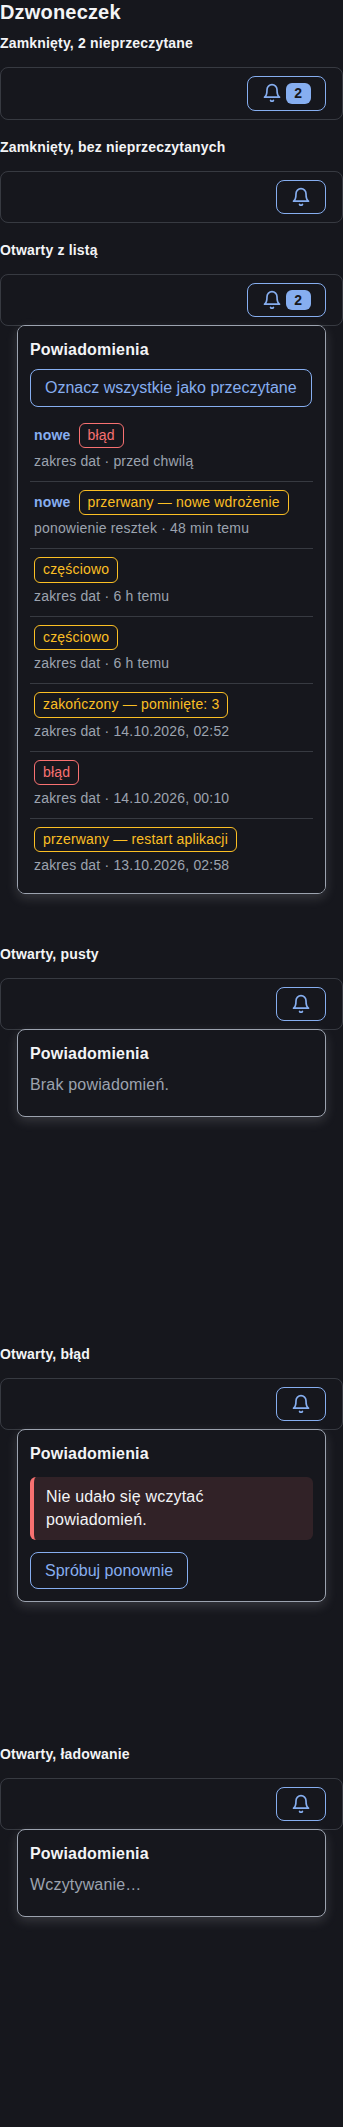 Dzwoneczek
Zamknięty, 2 nieprzeczytane
2
Zamknięty, bez nieprzeczytanych
Otwarty z listą
2
Powiadomienia
Oznacz wszystkie jako przeczytane
nowe błąd
zakres dat · przed chwilą
nowe przerwany — nowe wdrożenie
ponowienie resztek · 48 min temu
częściowo
zakres dat · 6 h temu
częściowo
zakres dat · 6 h temu
zakończony — pominięte: 3
zakres dat · 14.10.2026, 02:52
błąd
zakres dat · 14.10.2026, 00:10
przerwany — restart aplikacji
zakres dat · 13.10.2026, 02:58
Otwarty, pusty
Powiadomienia
Brak powiadomień.
Otwarty, błąd
Powiadomienia
Nie udało się wczytać
powiadomień.
Spróbuj ponownie
Otwarty, ładowanie
Powiadomienia
Wczytywanie…